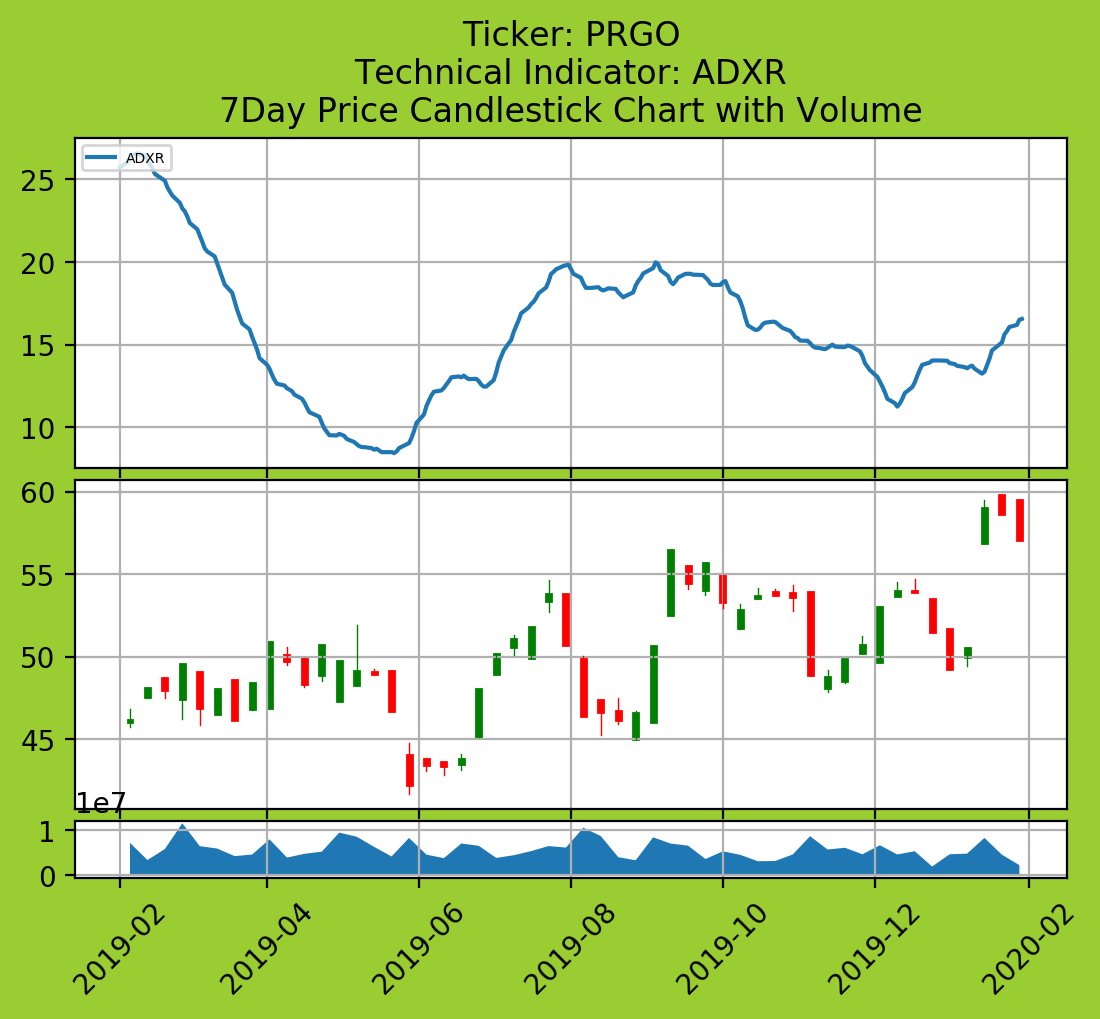 Ticker: PRGO
Technical Indicator: ADXR
7Day Price Candlestick Chart with Volume
ADXR
25
20
15
10
60
55
50
45
1e7
1
0
2019-02 2019-04 2019-06 2019-08 2019-10 2019-12 2020-02